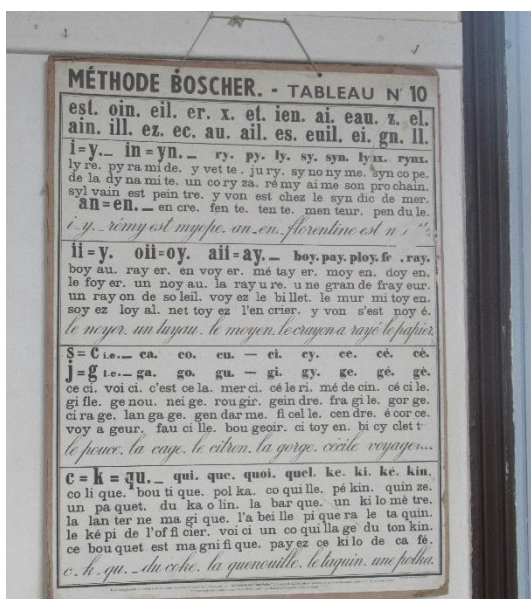 MÉTHODE BOSCHER. - TABLEAU N° 10
est. oin. eil. er. x. et. ien. ai. eau. z. el.
ain. ill. ez. ec. au. ail. es. euil. ei. gn. ll.
i = y. _ in = yn. _ ry. py. ly. sy. syn. lynx. rynx.
ly re. py ra mi de. y vet te. ju ry. sy no ny me. syn co pe.
de la dy na mi te. un co ry za. ré my ai me son pro chain.
syl vain est pein tre. y von est chez le syn dic de mer.
an = en. _ en cre. fen te. ten te. men teur. pen du le.
i_y_ rémy est myope. an_en_ florentine est
ii = y. oii = oy. aii = ay. _ boy. pay. ploy. ray.
boy au. ray er. en voy er. mé tay er. moy en. doy en.
le foy er. un noy au. la ray u re. u ne gran de fray eur.
un ray on de so leil. voy ez le bil let. le mur mi toy en.
soy ez loy al. net toy ez l'en crier. y von s'est noy é.
le noyer. un tuyau. le moyen. le crayon a rayé le papier.
s = c i.e._ ca. co. cu. — ci. cy. ce. cé. cè.
j = g i.e._ ga. go. gu. — gi. gy. ge. gé. gè.
ce ci. voi ci. c'est ce la. mer ci. cé le ri. mé de cin. cé ci le.
gi fle. ge nou. nei ge. rou gir. gein dre. fra gi le. gor ge.
ci ra ge. lan ga ge. gen dar me. fi cel le. cen dre. é cor ce.
voy a geur. fau ci lle. bou geoir. ci toy en. bi cy clet t
le pouce. la cage. le citron. la gorge. cécile voyage
c = k = qu. _ qui. que. quoi. quel. ke. ki. ké. kin.
co li que. bou ti que. pol ka. co qui lle. pé kin. quin ze.
un pa quet. du ka o lin. la bar que. un ki lo mè tre.
la lan ter ne ma gi que. l'a bei lle pi que ra le ta quin.
le ké pi de l'of fi cier. voi ci un co qui lla ge du ton kin.
ce bou quet est ma gni fi que. pay ez ce ki lo de ca fé.
c_k_qu_ du coke. la quenouille. le taquin. une polka.